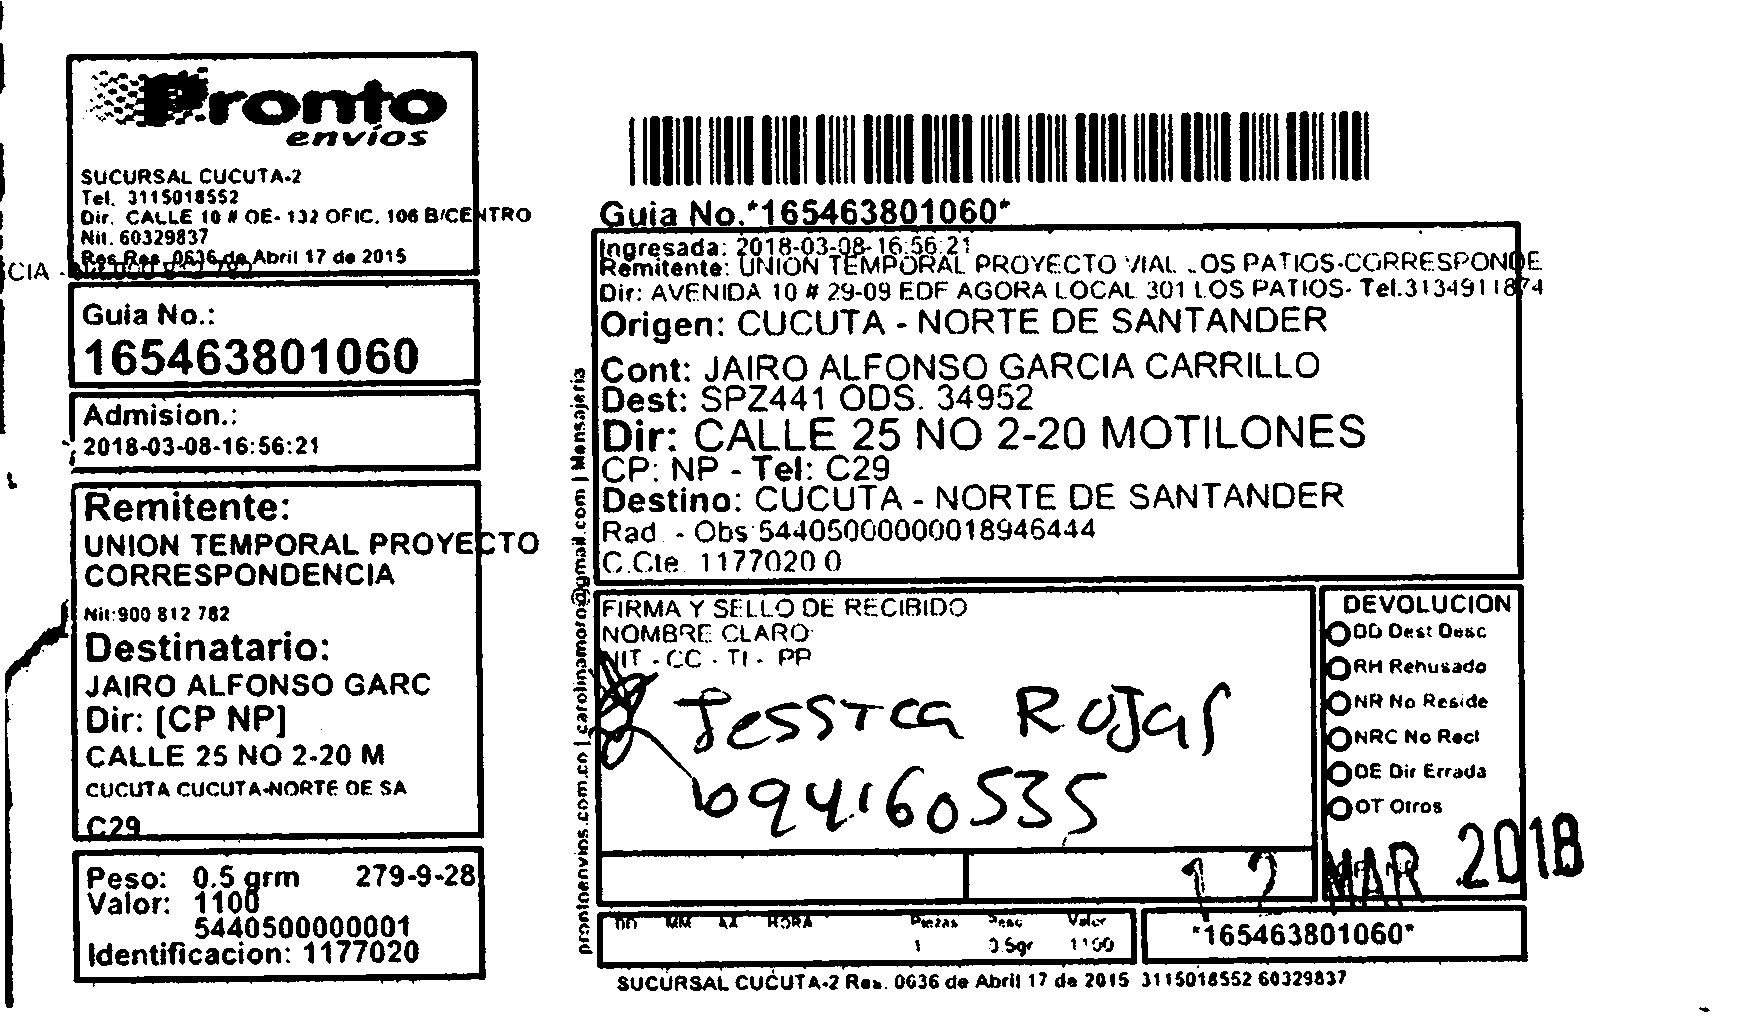 Pronto
envíos
SUCURSAL CUCUTA-2
Tel. 3115018552
Dir. CALLE 10 # OE- 132 OFIC. 106 B/CENTRO
Nit. 60329837
Res. 0636 de Abril 17 de 2015
CIA -
Guia No.:
165463801060
Admision.:
2018-03-08-16:56:21
Remitente:
UNION TEMPORAL PROYECTO
CORRESPONDENCIA
Nit:900 812 782
Destinatario:
JAIRO ALFONSO GARC
Dir: [CP NP]
CALLE 25 NO 2-20 M
CUCUTA CUCUTA-NORTE DE SA
C29
Peso: 0.5 grm 279-9-28
Valor: 1100
5440500000001
Identificacion: 1177020
prontoenvios.com.co | carolinamoro@gmail.com | Mensajeria
Guia No.*165463801060*
Ingresada: 2018-03-08-16:56:21
Remitente: UNION TEMPORAL PROYECTO VIAL LOS PATIOS-CORRESPONDE
Dir: AVENIDA 10 # 29-09 EDF AGORA LOCAL 301 LOS PATIOS- Tel.3134911874
Origen: CUCUTA - NORTE DE SANTANDER
Cont: JAIRO ALFONSO GARCIA CARRILLO
Dest: SPZ441 ODS. 34952
Dir: CALLE 25 NO 2-20 MOTILONES
CP: NP - Tel: C29
Destino: CUCUTA - NORTE DE SANTANDER
Rad. - Obs:544050000000018946444
C.Cte. 1177020 0
FIRMA Y SELLO DE RECIBIDO
NOMBRE CLARO
NIT - CC - TI - PP
Jessica Rojas
1094160535
DEVOLUCION
DD Dest Desc
RH Rehusado
NR No Reside
NRC No Recl
DE Dir Errada
OT Otros
12 MAR 2018
DD MM AA HORA Piezas Peso Valor
1 0.5gr 1100
*165463801060*
SUCURSAL CUCUTA-2 Res. 0636 de Abril 17 de 2015 3115018552 60329837